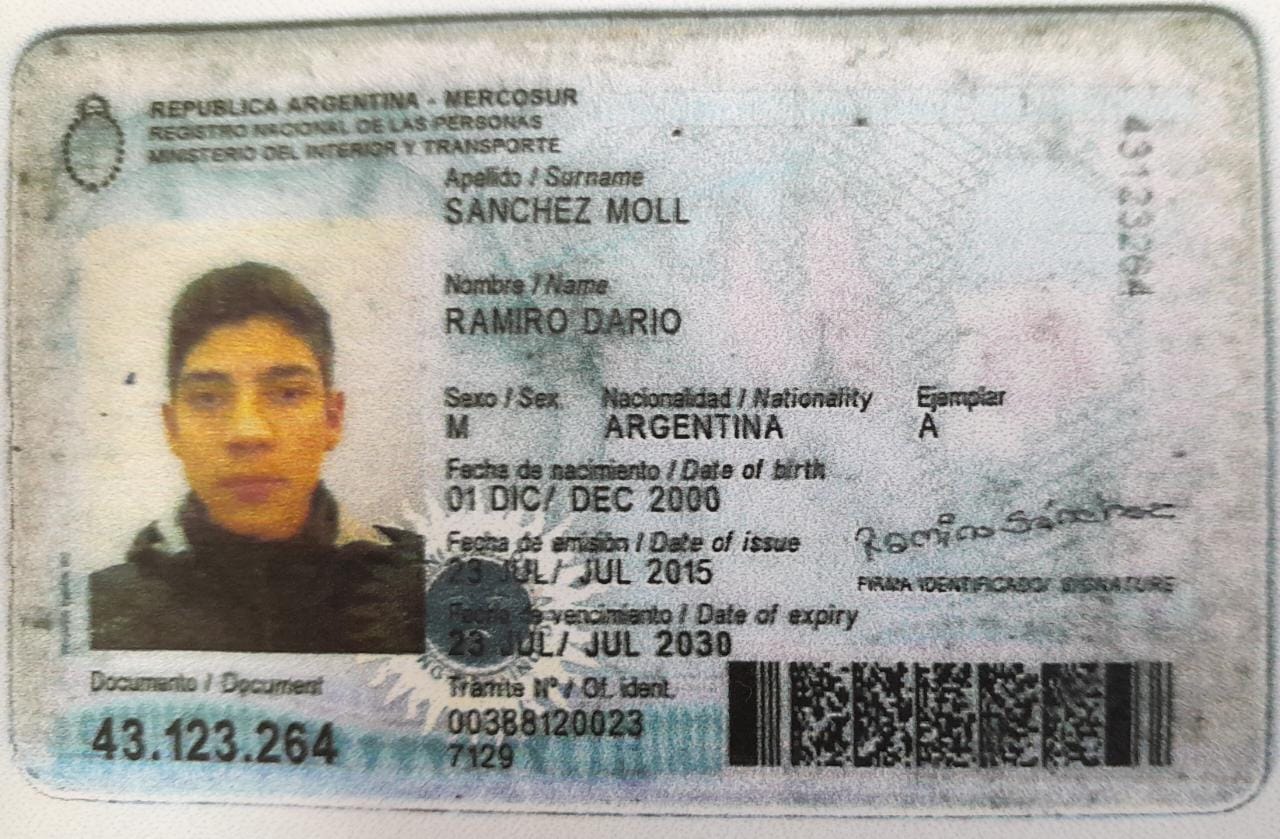 REPUBLICA ARGENTINA - MERCOSUR
REGISTRO NACIONAL DE LAS PERSONAS
MINISTERIO DEL INTERIOR Y TRANSPORTE
Apellido / Surname
SANCHEZ MOLL
Nombre / Name
RAMIRO DARIO
Sexo / Sex Nacionalidad / Nationality Ejemplar
M ARGENTINA A
Fecha de nacimiento / Date of birth
01 DIC/ DEC 2000
Fecha de emisión / Date of issue
23 JUL/ JUL 2015
Ramiro Sánchez
FIRMA IDENTIFICADO/ SIGNATURE
Fecha de vencimiento / Date of expiry
23 JUL/ JUL 2030
Documento / Document
43.123.264
Tramite Nº / Of. ident.
00388120023
7129
43123264